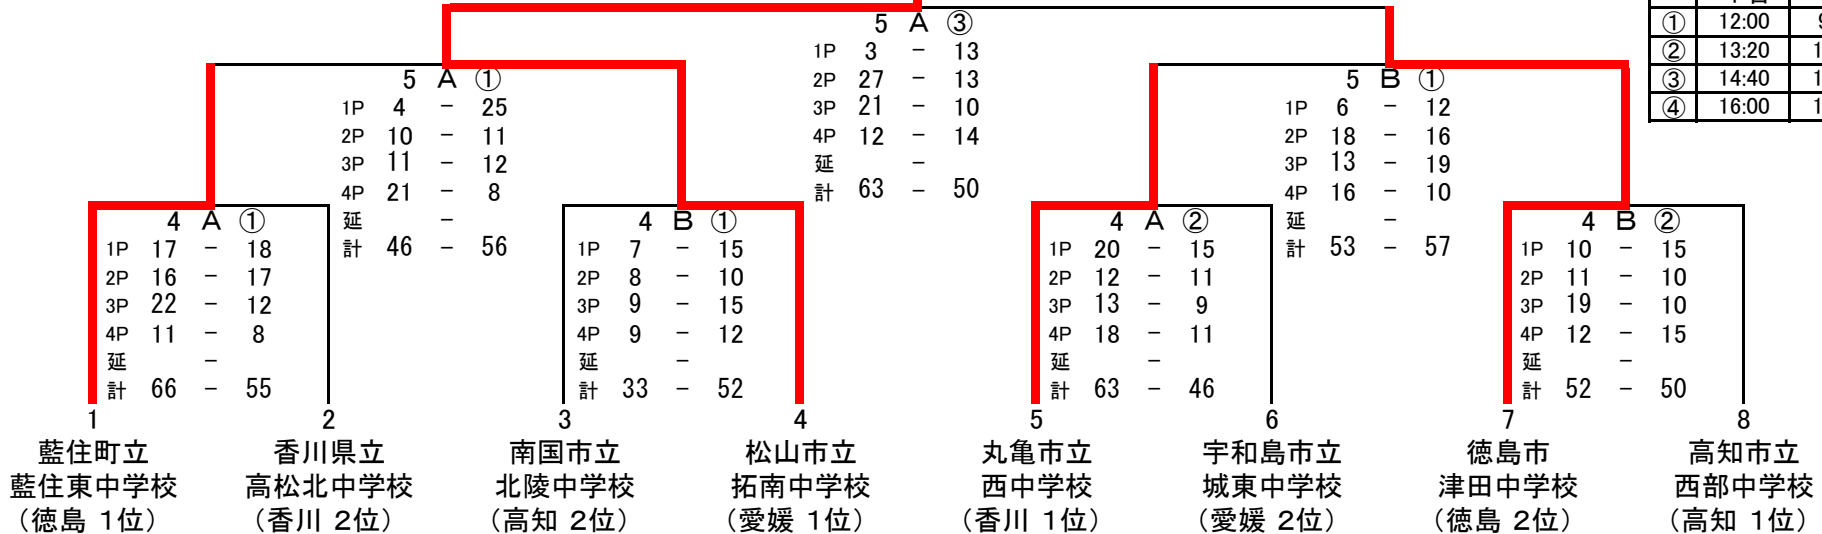 5 A ③
1P 3 - 13
2P 27 - 13
3P 21 - 10
4P 12 - 14
延 -
計 63 - 50
① 12:00
② 13:20
③ 14:40
④ 16:00
5 A ①
1P 4 - 25
2P 10 - 11
3P 11 - 12
4P 21 - 8
延 -
計 46 - 56
5 B ①
1P 6 - 12
2P 18 - 16
3P 13 - 19
4P 16 - 10
延 -
計 53 - 57
4 A ①
1P 17 - 18
2P 16 - 17
3P 22 - 12
4P 11 - 8
延 -
計 66 - 55
4 B ①
1P 7 - 15
2P 8 - 10
3P 9 - 15
4P 9 - 12
延 -
計 33 - 52
4 A ②
1P 20 - 15
2P 12 - 11
3P 13 - 9
4P 18 - 11
延 -
計 63 - 46
4 B ②
1P 10 - 15
2P 11 - 10
3P 19 - 10
4P 12 - 15
延 -
計 52 - 50
1
藍住町立
藍住東中学校
（徳島 1位）
2
香川県立
高松北中学校
（香川 2位）
3
南国市立
北陵中学校
（高知 2位）
4
松山市立
拓南中学校
（愛媛 1位）
5
丸亀市立
西中学校
（香川 1位）
6
宇和島市立
城東中学校
（愛媛 2位）
7
徳島市
津田中学校
（徳島 2位）
8
高知市立
西部中学校
（高知 1位）